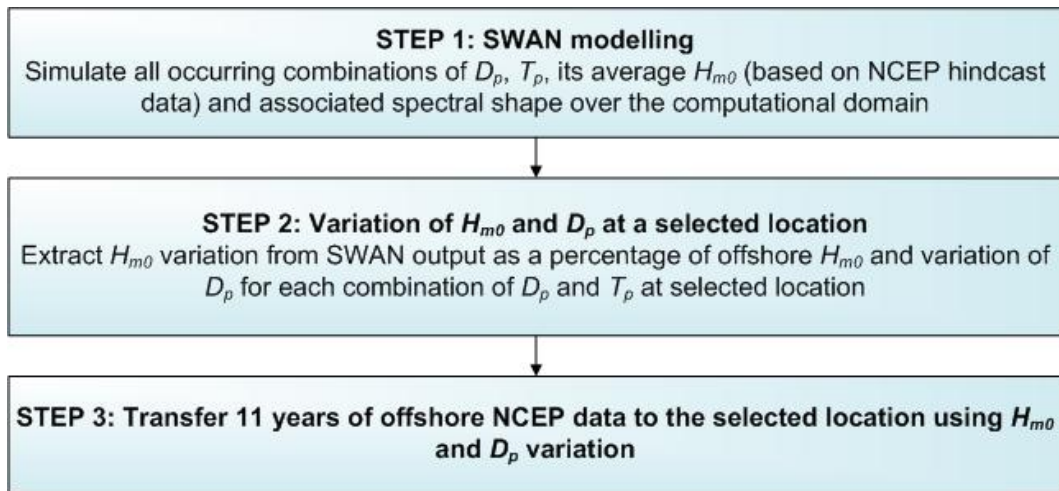 STEP 1: SWAN modelling
Simulate all occurring combinations of Dp, Tp, its average Hm0 (based on NCEP hindcast
data) and associated spectral shape over the computational domain
STEP 2: Variation of Hm0 and Dp at a selected location
Extract Hm0 variation from SWAN output as a percentage of offshore Hm0 and variation of
Dp for each combination of Dp and Tp at selected location
STEP 3: Transfer 11 years of offshore NCEP data to the selected location using Hm0
and Dp variation